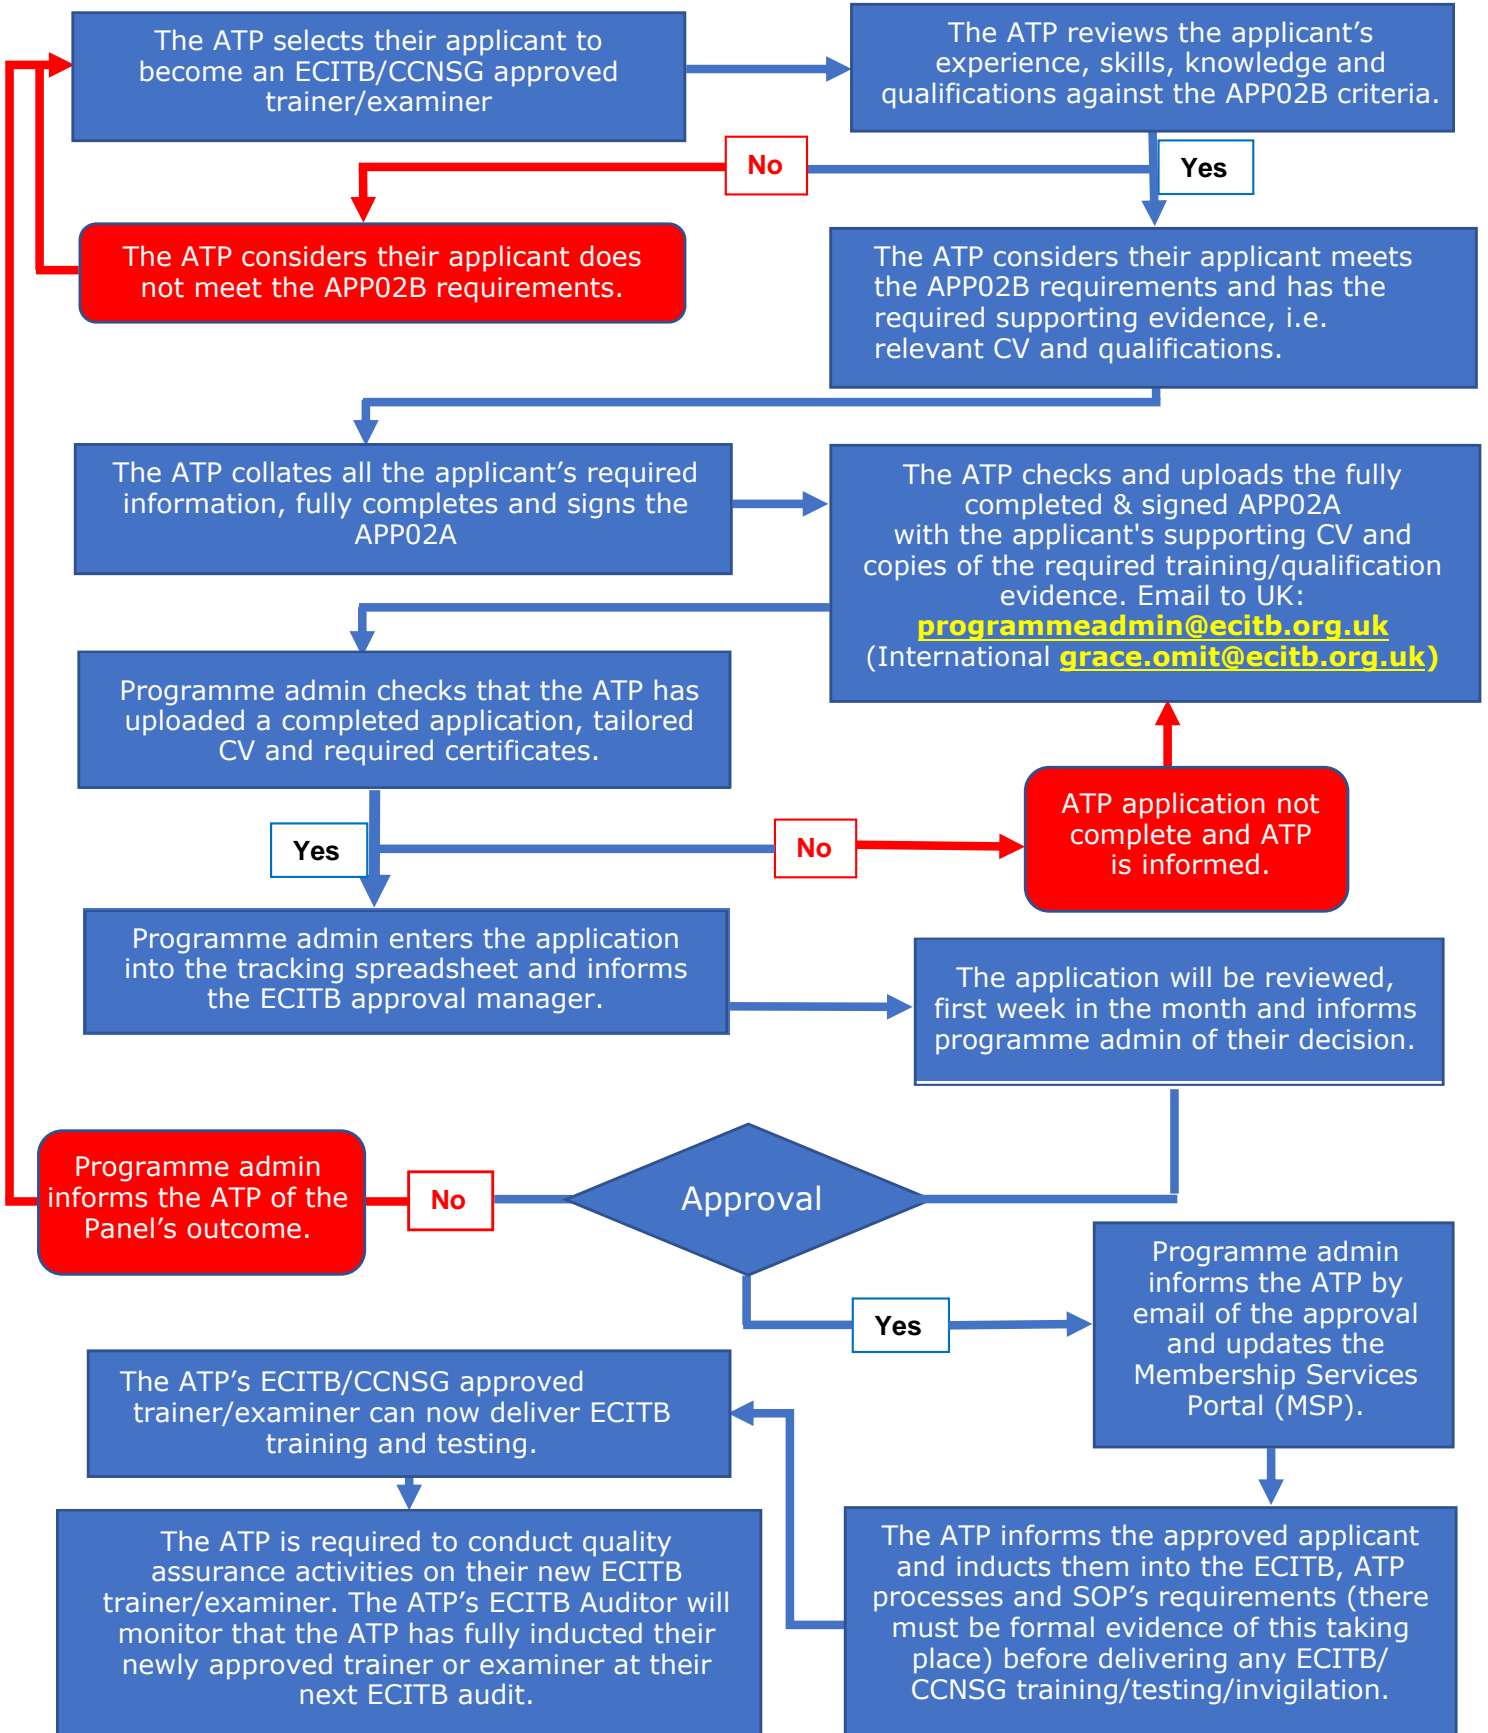 The ATP selects their applicant to
become an ECITB/CCNSG approved
trainer/examiner
The ATP reviews the applicant’s
experience, skills, knowledge and
qualifications against the APP02B criteria.
No
Yes
The ATP considers their applicant does
not meet the APP02B requirements.
The ATP considers their applicant meets
the APP02B requirements and has the
required supporting evidence, i.e.
relevant CV and qualifications.
The ATP collates all the applicant’s required
information, fully completes and signs the
APP02A
The ATP checks and uploads the fully
completed & signed APP02A
with the applicant's supporting CV and
copies of the required training/qualification
evidence. Email to UK:
programmeadmin@ecitb.org.uk
(International grace.omit@ecitb.org.uk)
Programme admin checks that the ATP has
uploaded a completed application, tailored
CV and required certificates.
Yes
No
ATP application not
complete and ATP
is informed.
Programme admin enters the application
into the tracking spreadsheet and informs
the ECITB approval manager.
The application will be reviewed,
first week in the month and informs
programme admin of their decision.
Approval
No
Programme admin
informs the ATP of the
Panel’s outcome.
Yes
Programme admin
informs the ATP by
email of the approval
and updates the
Membership Services
Portal (MSP).
The ATP informs the approved applicant
and inducts them into the ECITB, ATP
processes and SOP’s requirements (there
must be formal evidence of this taking
place) before delivering any ECITB/
CCNSG training/testing/invigilation.
The ATP’s ECITB/CCNSG approved
trainer/examiner can now deliver ECITB
training and testing.
The ATP is required to conduct quality
assurance activities on their new ECITB
trainer/examiner. The ATP’s ECITB Auditor will
monitor that the ATP has fully inducted their
newly approved trainer or examiner at their
next ECITB audit.